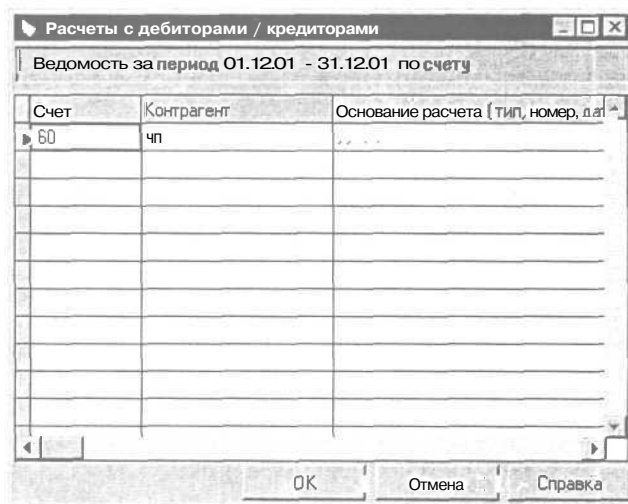 Расчеты с дебиторами / кредиторами
Ведомость за период 01.12.01 - 31.12.01 по счету
Счет Контрагент Основание расчета (тип, номер, дат
60 чп , , . .
OK Отмена Справка